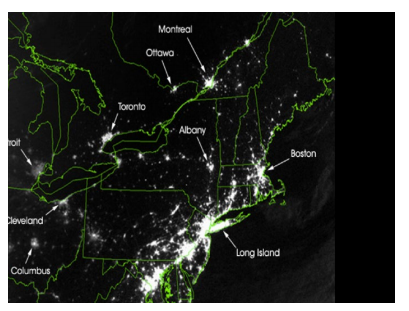 Montreal
Ottawa
Toronto
Albany
Boston
troit
Cleveland
Long Island
Columbus